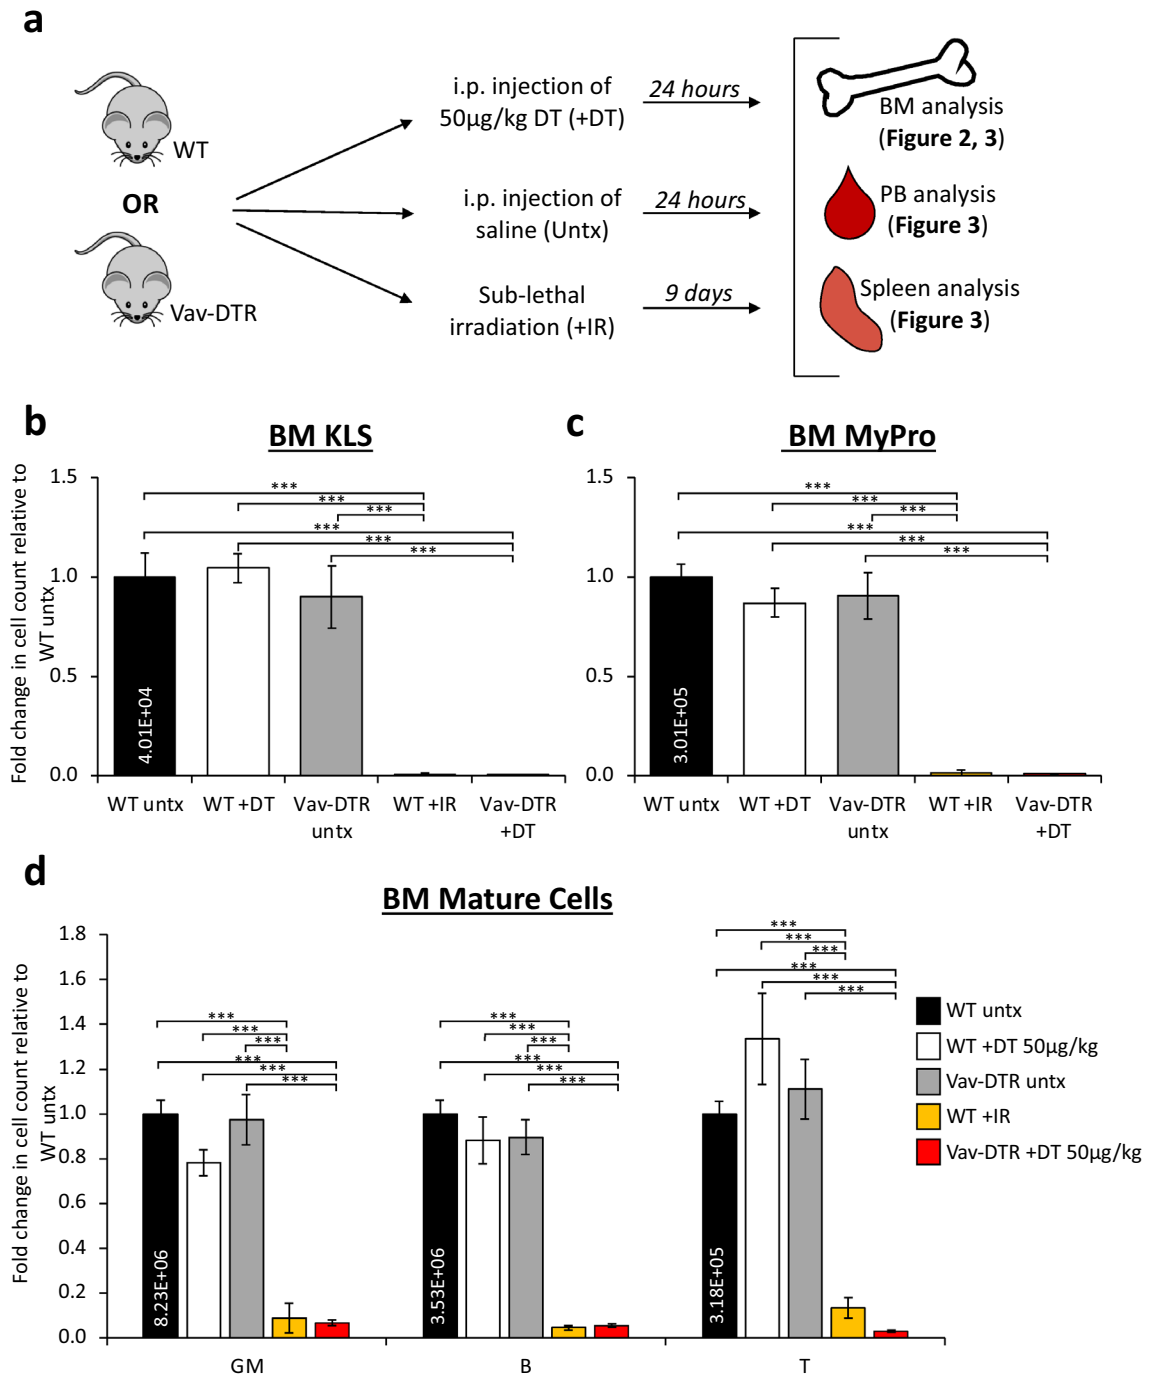 a
WT
OR
Vav-DTR
i.p. injection of
50µg/kg DT (+DT)
24 hours
i.p. injection of
saline (Untx)
24 hours
Sub-lethal
irradiation (+IR)
9 days
BM analysis
(Figure 2, 3)
PB analysis
(Figure 3)
Spleen analysis
(Figure 3)
b
BM KLS
Fold change in cell count relative to
WT untx
1.5
1.0
0.5
0.0
***
***
***
***
***
***
4.01E+04
WT untx
WT +DT
Vav-DTR
untx
WT +IR
Vav-DTR
+DT
c
BM MyPro
1.5
1.0
0.5
0.0
***
***
***
***
***
***
3.01E+05
WT untx
WT +DT
Vav-DTR
untx
WT +IR
Vav-DTR
+DT
d
BM Mature Cells
Fold change in cell count relative to
WT untx
1.8
1.6
1.4
1.2
1.0
0.8
0.6
0.4
0.2
0.0
***
***
***
***
***
***
8.23E+06
GM
***
***
***
***
***
***
3.53E+06
B
***
***
***
***
***
***
3.18E+05
T
WT untx
WT +DT 50µg/kg
Vav-DTR untx
WT +IR
Vav-DTR +DT 50µg/kg